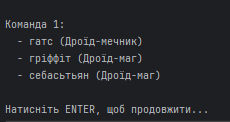 Команда 1:
- гатс (Дроїд-мечник)
- гріффіт (Дроїд-маг)
- себасьтьян (Дроїд-маг)
Натисніть ENTER, щоб продовжити...